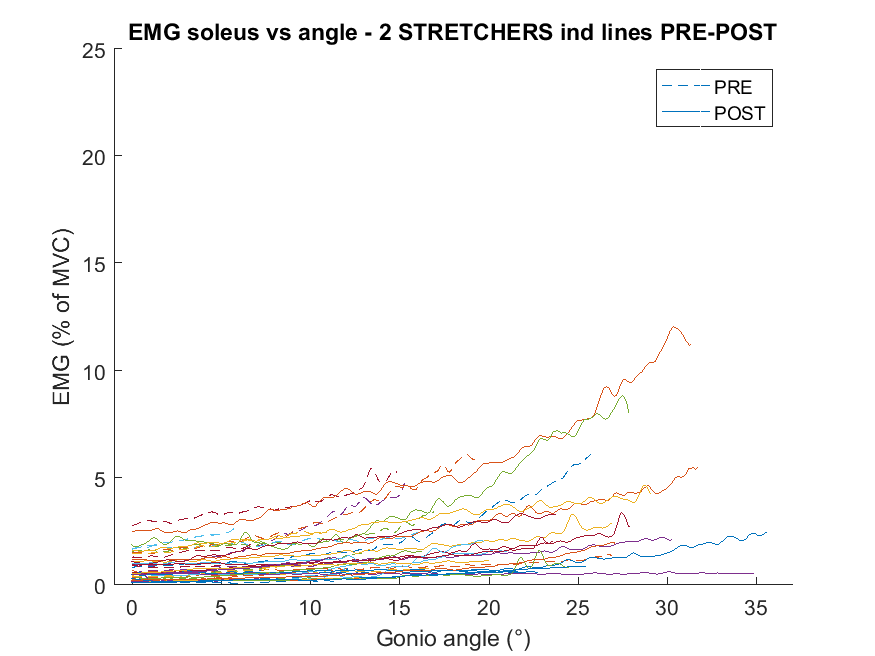 EMG soleus vs angle - 2 STRETCHERS ind lines PRE-POST
25
PRE
POST
20
15
10
5
0
EMG (% of MVC)
0 5 10 15 20 25 30 35
Gonio angle (°)